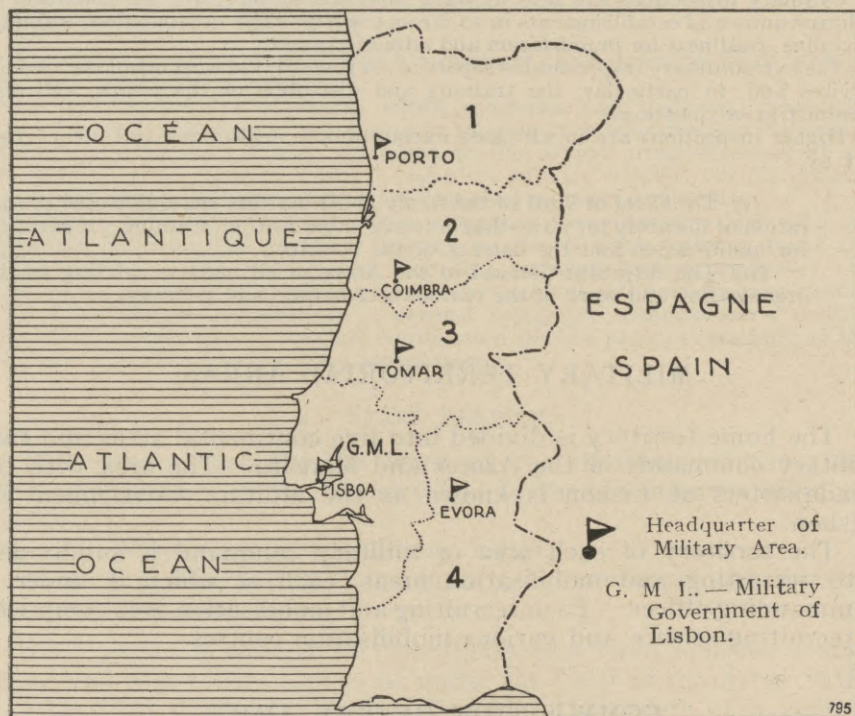 1
OCÉAN
PORTO
2
ATLANTIQUE
COIMBRA
ESPAGNE
3
SPAIN
TOMAR
G.M.L.
ATLANTIC
LISBOA
EVORA
Headquarter of
Military Area.
OCEAN
4
G. M I.. — Military
Government of
Lisbon.
795